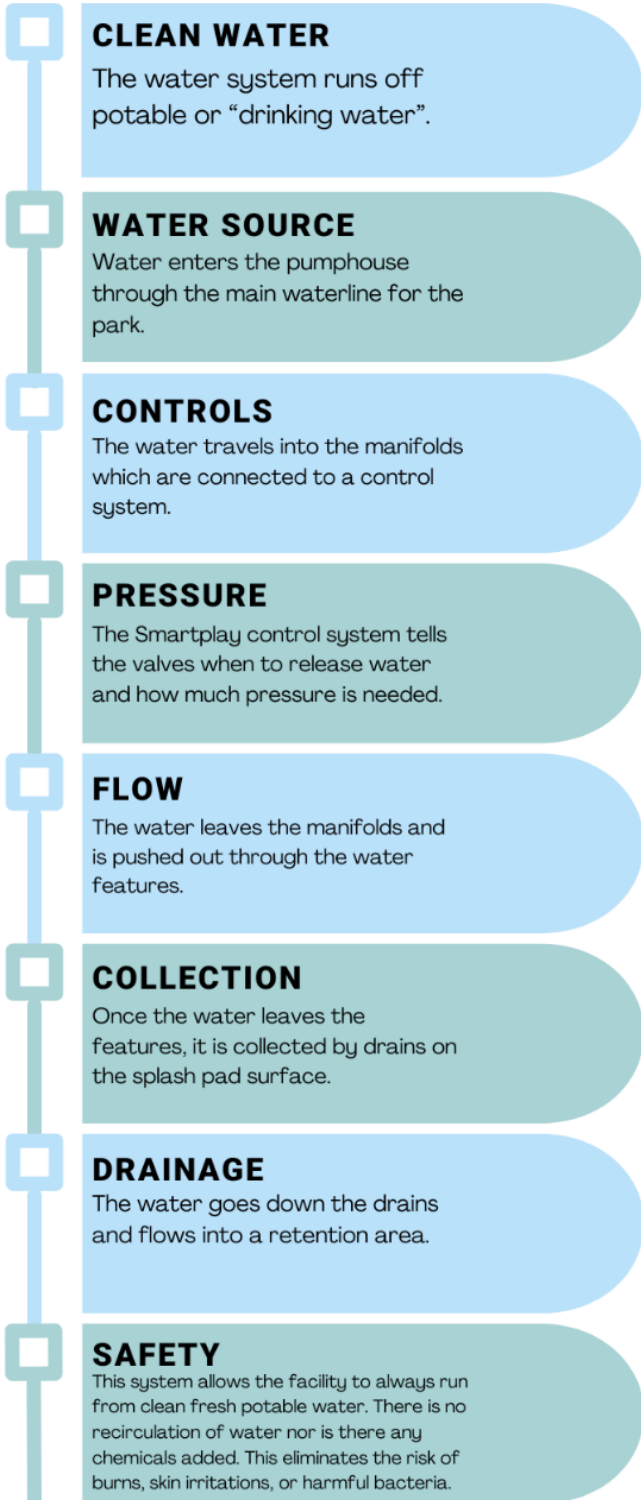 CLEAN WATER
The water system runs off
potable or “drinking water”.
WATER SOURCE
Water enters the pumphouse
through the main waterline for the
park.
CONTROLS
The water travels into the manifolds
which are connected to a control
system.
PRESSURE
The Smartplay control system tells
the valves when to release water
and how much pressure is needed.
FLOW
The water leaves the manifolds and
is pushed out through the water
features.
COLLECTION
Once the water leaves the
features, it is collected by drains on
the splash pad surface.
DRAINAGE
The water goes down the drains
and flows into a retention area.
SAFETY
This system allows the facility to always run
from clean fresh potable water. There is no
recirculation of water nor is there any
chemicals added. This eliminates the risk of
burns, skin irritations, or harmful bacteria.